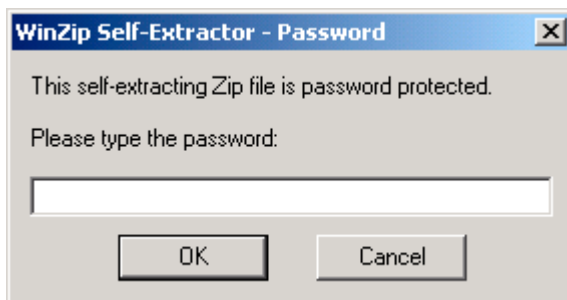 WinZip Self-Extractor - Password
This self-extracting Zip file is password protected.
Please type the password:
OK Cancel